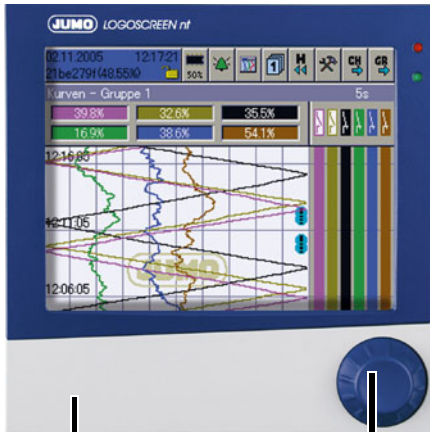 JUMO LOGOSCREEN nt
02.11.2005 12:17:21
21be279f(48.55%)
50%
1
H
CH
GR
Kurven - Gruppe 1 5s
39.8% 32.6% 35.5%
16.9% 38.6% 54.1%
12:16:05
12:11:05
JUMO
12:06:05